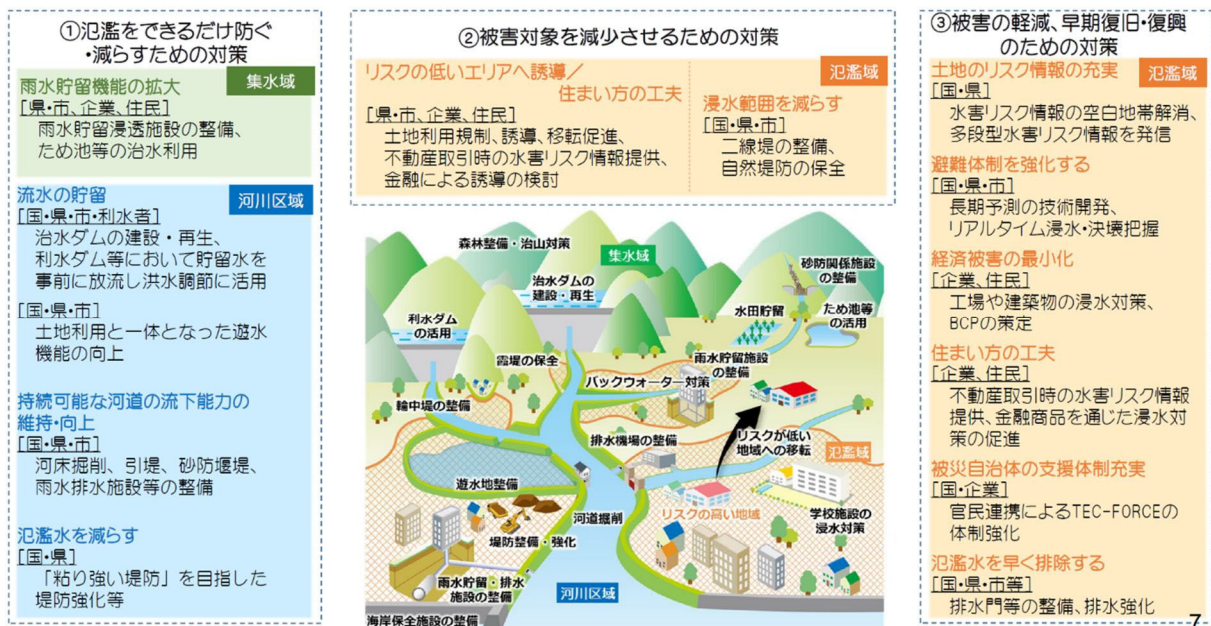 ①氾濫をできるだけ防ぐ
・減らすための対策
集水域
雨水貯留機能の拡大
[県・市、企業、住民]
雨水貯留浸透施設の整備、
ため池等の治水利用
河川区域
流水の貯留
[国・県・市・利水者]
治水ダムの建設・再生、
利水ダム等において貯留水を
事前に放流し洪水調節に活用
[国・県・市]
土地利用と一体となった遊水
機能の向上
持続可能な河道の流下能力の
維持・向上
[国・県・市]
河床掘削、引堤、砂防堰堤、
雨水排水施設等の整備
氾濫水を減らす
[国・県]
「粘り強い堤防」を目指した
堤防強化等
②被害対象を減少させるための対策
リスクの低いエリアへ誘導／
住まい方の工夫
[県・市、企業、住民]
土地利用規制、誘導、移転促進、
不動産取引時の水害リスク情報提供、
金融による誘導の検討
氾濫域
浸水範囲を減らす
[国・県・市]
二線堤の整備、
自然堤防の保全
森林整備・治山対策
集水域
治水ダムの
建設・再生
砂防関係施設
の整備
利水ダム
の活用
水田貯留
ため池等
の活用
霞堤の保全
雨水貯留施設
の整備
バックウォーター対策
輪中堤の整備
排水機場の整備
リスクが低い
地域への移転
氾濫域
遊水地整備
リスクの高い地域
学校施設の
浸水対策
河道掘削
堤防整備・強化
雨水貯留・排水
施設の整備
河川区域
海岸保全施設の整備
③被害の軽減、早期復旧・復興
のための対策
氾濫域
土地のリスク情報の充実
[国・県]
水害リスク情報の空白地帯解消、
多段型水害リスク情報を発信
避難体制を強化する
[国・県・市]
長期予測の技術開発、
リアルタイム浸水・決壊把握
経済被害の最小化
[企業、住民]
工場や建築物の浸水対策、
BCPの策定
住まい方の工夫
[企業、住民]
不動産取引時の水害リスク情報
提供、金融商品を通じた浸水対
策の促進
被災自治体の支援体制充実
[国・企業]
官民連携によるTEC-FORCEの
体制強化
氾濫水を早く排除する
[国・県・市等]
排水門等の整備、排水強化
7